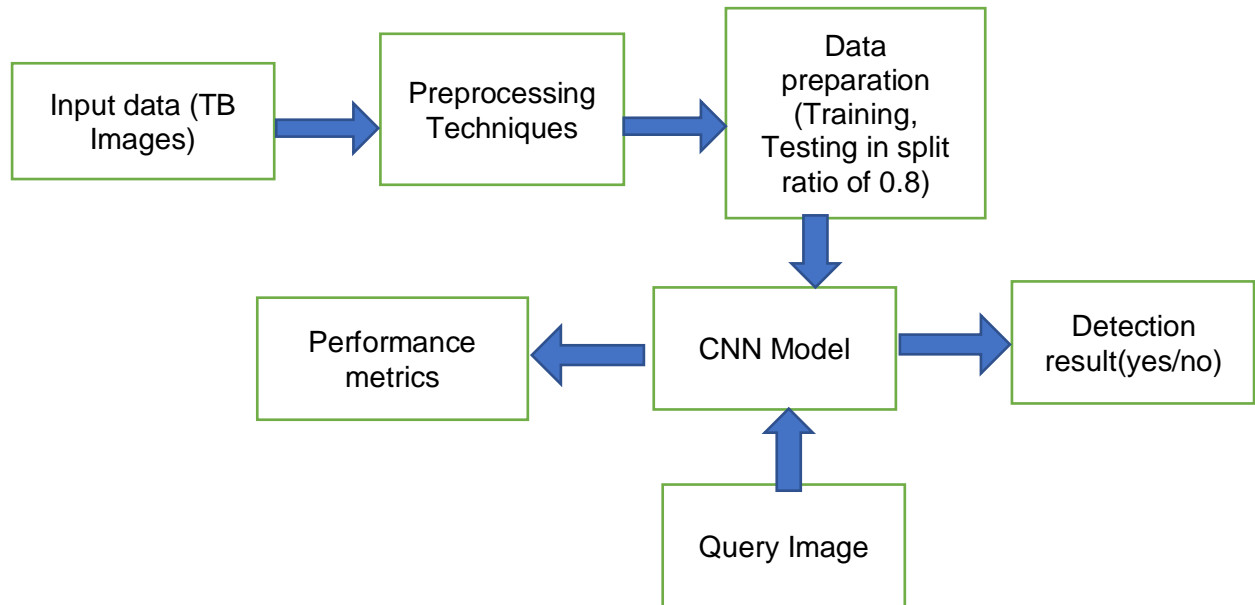 Input data (TB
Images)
Preprocessing
Techniques
Data
preparation
(Training,
Testing in split
ratio of 0.8)
Performance
metrics
CNN Model
Detection
result(yes/no)
Query Image